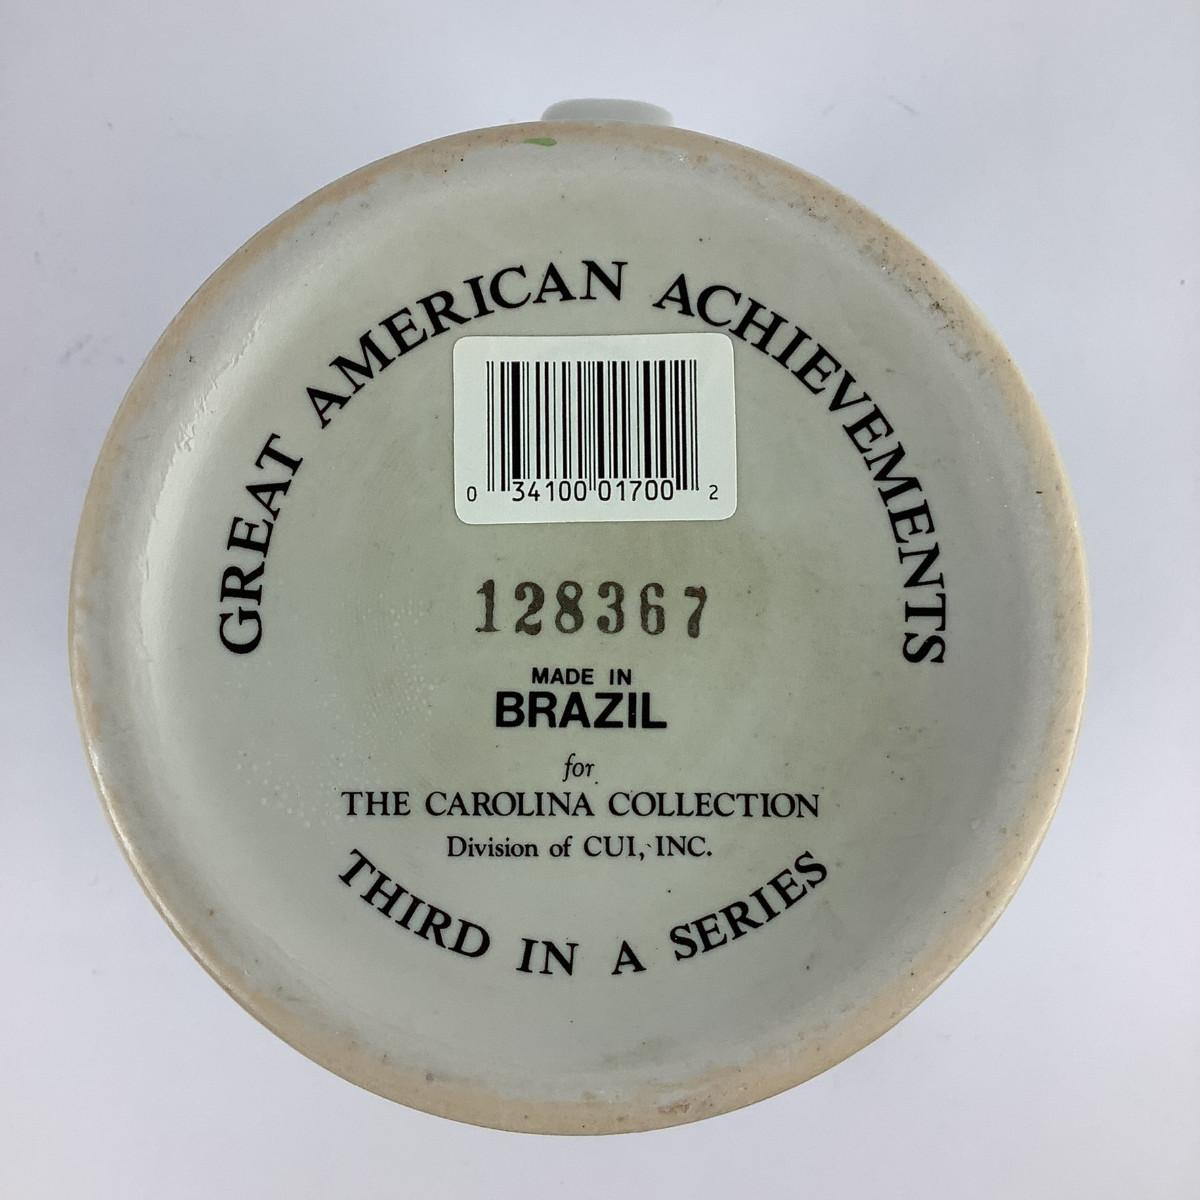 GREAT AMERICAN ACHIEVEMENTS
0 34100 01700 2
128367
MADE IN
BRAZIL
for
THE CAROLINA COLLECTION
Division of CUI, INC.
THIRD IN A SERIES